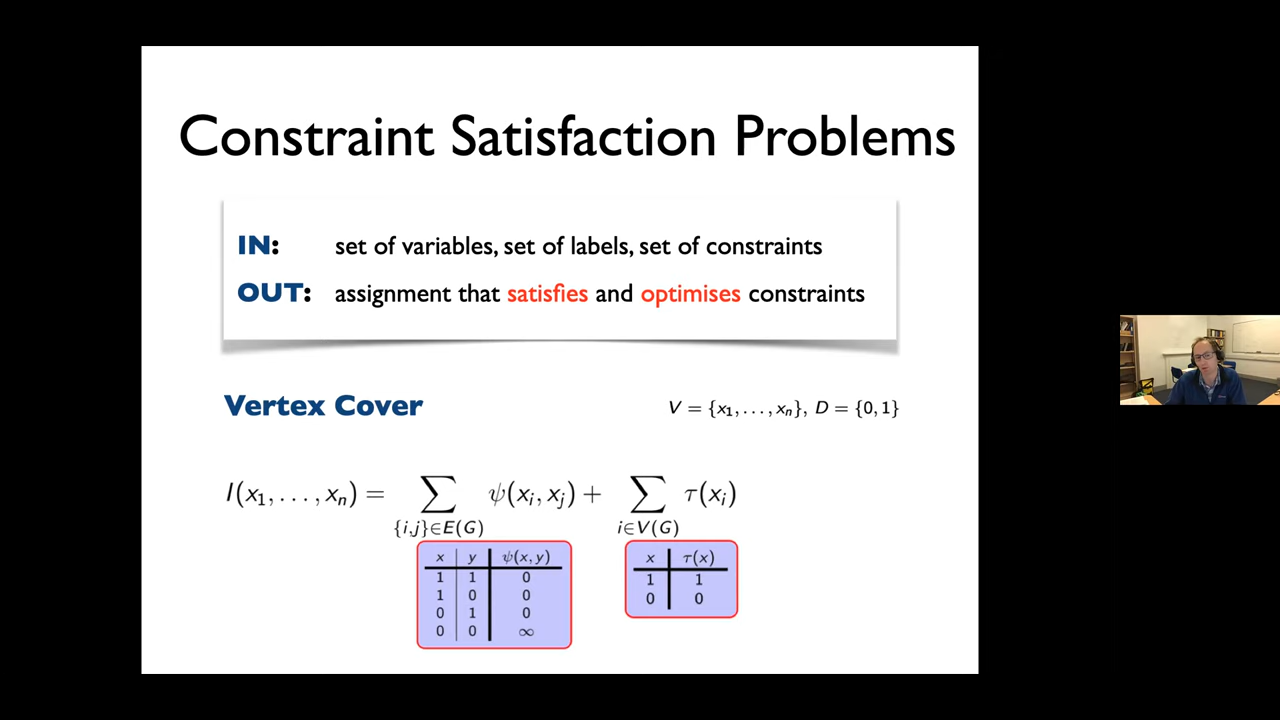 Constraint Satisfaction Problems
IN: set of variables, set of labels, set of constraints
OUT: assignment that satisfies and optimises constraints
Vertex Cover V = {x₁, . . . , xₙ}, D = {0, 1}
I(x₁, . . . , xₙ) = ∑ ψ(xᵢ, xⱼ) + ∑ τ(xᵢ)
{i,j}∈E(G) i∈V(G)
x y ψ(x, y)
1 1 0
1 0 0
0 1 0
0 0 ∞
x τ(x)
1 1
0 0